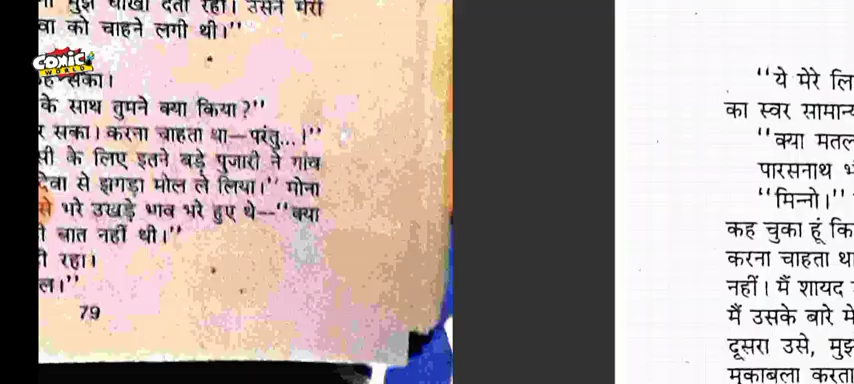 मुझे धोखा देता रहा। उसने मेरी
वा को चाहने लगी थी।''
COMIC
WORLD
सका।
के साथ तुमने क्या किया?''
र सका। करना चाहता था—परंतु...।''
सी के लिए इतने बड़े पुजारी ने गांव
देवा से झगड़ा मोल ले लिया।'' मोना
से भरे उखड़े भाव भरे हुए थे—''क्या
ी बात नहीं थी।''
ी रहा।
ल।''
79
''ये मेरे लि
का स्वर सामान्य
''क्या मतल
पारसनाथ भ
''मिन्नो।''
कह चुका हूं कि
करना चाहता था
नहीं। मैं शायद
मैं उसके बारे मे
दूसरा उसे, मुझ
मुकाबला करता